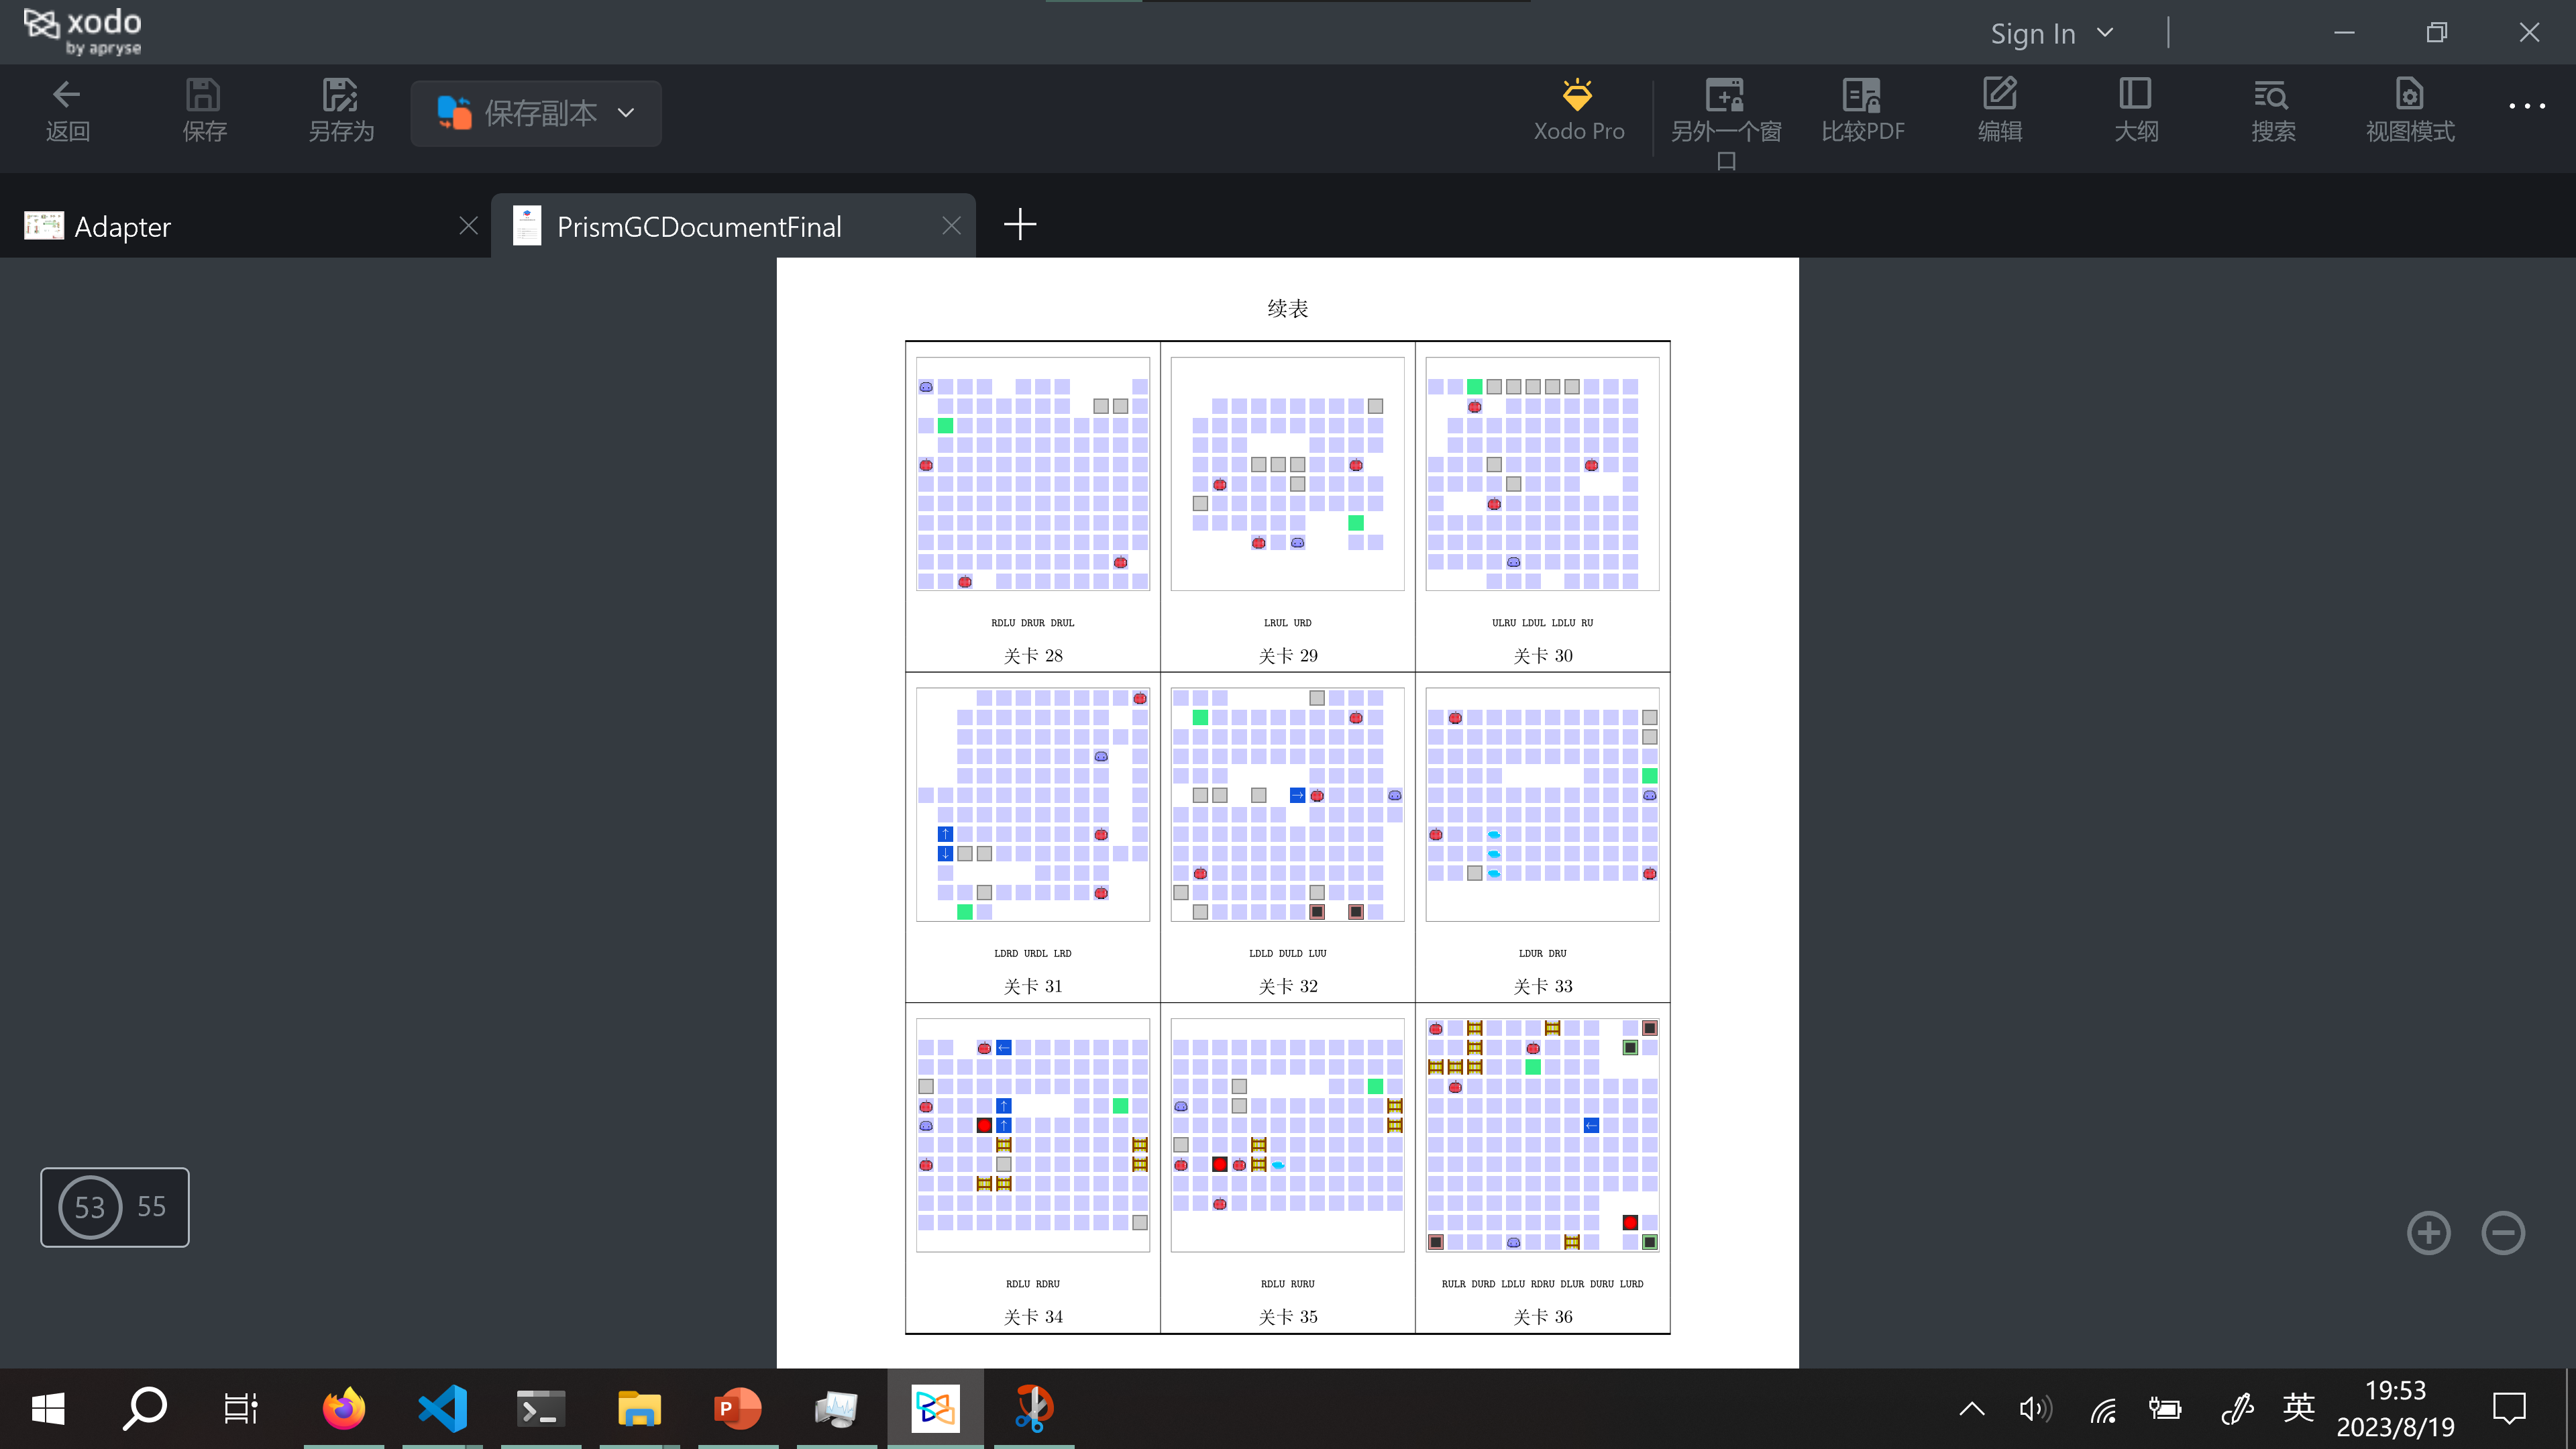 xodo
by apryse
Sign In
返回
保存
另存为
保存副本
Xodo Pro
另外一个窗口
比较PDF
编辑
大纲
搜索
视图模式
Adapter
PrismGCDocumentFinal
续表
RDLU DRUR DRUL
LRUL URD
ULRU LDUL LDLU RU
关卡 28
关卡 29
关卡 30
LDRD URDL LRD
LDLD DULD LUU
LDUR DRU
关卡 31
关卡 32
关卡 33
RDLU RDRU
RDLU RURU
RULR DURD LDLU RDRU DLUR DURU LURD
关卡 34
关卡 35
关卡 36
53 55
P
英
19:53
2023/8/19